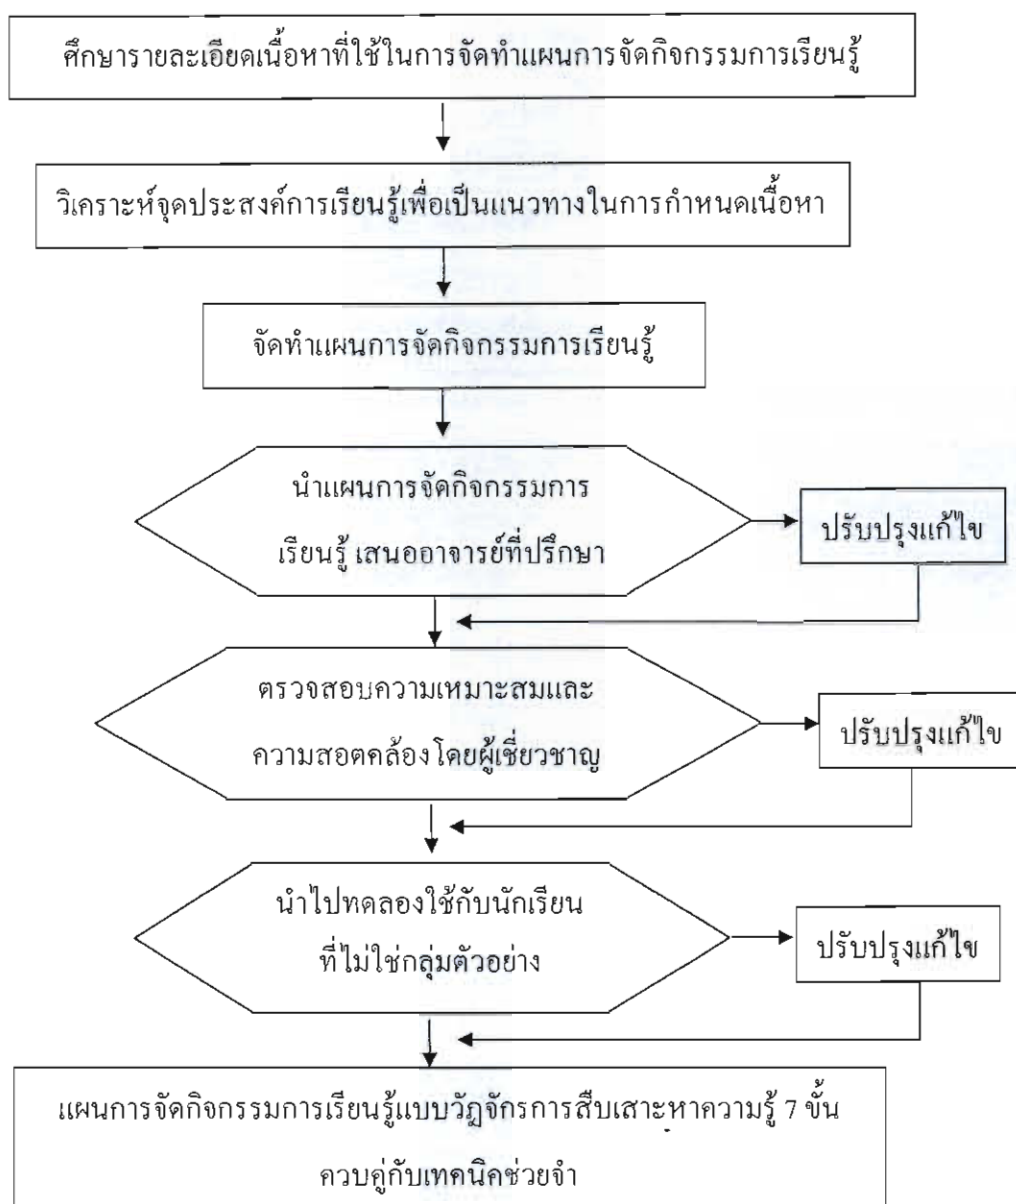 ศึกษารายละเอียดเนื้อหาที่ใช้ในการจัดทำแผนการจัดกิจกรรมการเรียนรู้
วิเคราะห์จุดประสงค์การเรียนรู้เพื่อเป็นแนวทางในการกำหนดเนื้อหา
จัดทำแผนการจัดกิจกรรมการเรียนรู้
นำแผนการจัดกิจกรรมการ
เรียนรู้ เสนออาจารย์ที่ปรึกษา
ปรับปรุงแก้ไข
ตรวจสอบความเหมาะสมและ
ความสอดคล้องโดยผู้เชี่ยวชาญ
ปรับปรุงแก้ไข
นำไปทดลองใช้กับนักเรียน
ที่ไม่ใช่กลุ่มตัวอย่าง
ปรับปรุงแก้ไข
แผนการจัดกิจกรรมการเรียนรู้แบบวัฏจักรการสืบเสาะหาความรู้ 7 ขั้น
ควบคู่กับเทคนิคช่วยจำ